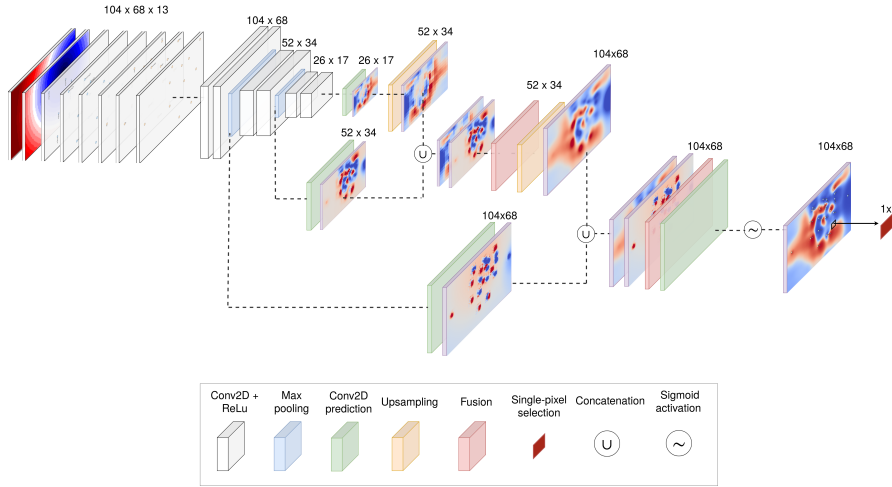 104 x 68 x 13
104 x 68
52 x 34
26 x 17
26 x 17
52 x 34
104x68
52 x 34
52 x 34
104x68
104x68
104x68
1x
Conv2D +
ReLu
Max
pooling
Conv2D
prediction
Upsampling
Fusion
Single-pixel
selection
Concatenation
Sigmoid
activation
∪
∪
~
∪
~